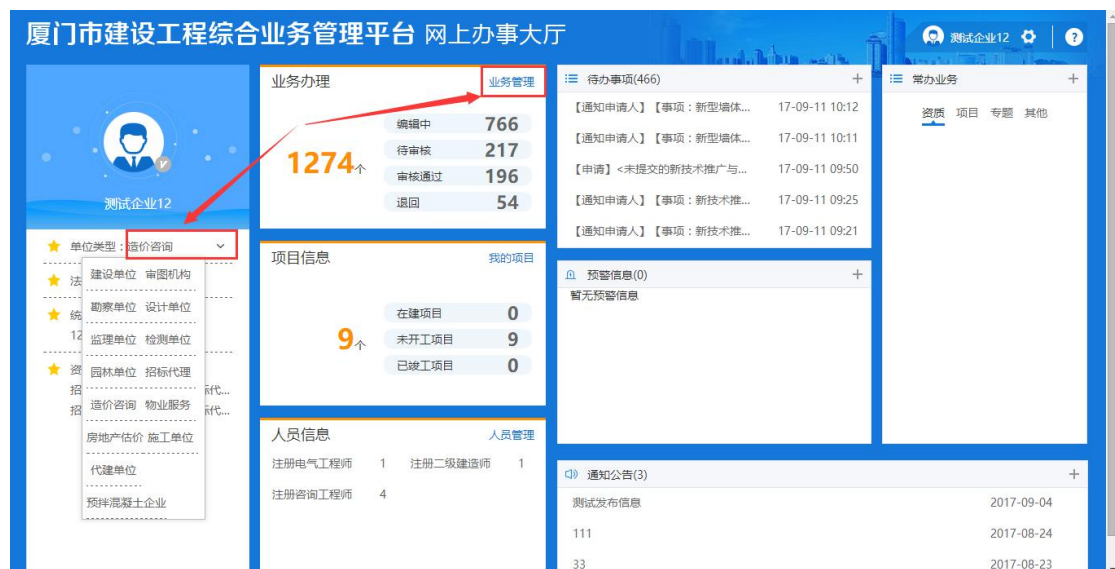 厦门市建设工程综合业务管理平台 网上办事大厅
测试企业12
?
测试企业12
单位类型：造价咨询
法
统
12
资
招 标代...
招 标代...
建设单位 审图机构
勘察单位 设计单位
监理单位 检测单位
园林单位 招标代理
造价咨询 物业服务
房地产估价 施工单位
代建单位
预拌混凝土企业
业务办理 业务管理
1274个
编辑中 766
待审核 217
审核通过 196
退回 54
项目信息 我的项目
9个
在建项目 0
未开工项目 9
已竣工项目 0
人员信息 人员管理
注册电气工程师 1 注册二级建造师 1
注册咨询工程师 4
待办事项(466) +
【通知申请人】【事项：新型墙体... 17-09-11 10:12
【通知申请人】【事项：新型墙体... 17-09-11 10:11
【申请】<未提交的新技术推广与... 17-09-11 09:50
【通知申请人】【事项：新技术推... 17-09-11 09:25
【通知申请人】【事项：新技术推... 17-09-11 09:21
预警信息(0) +
暂无预警信息
常办业务 +
资质 项目 专题 其他
通知公告(3) +
测试发布信息 2017-09-04
111 2017-08-24
33 2017-08-23